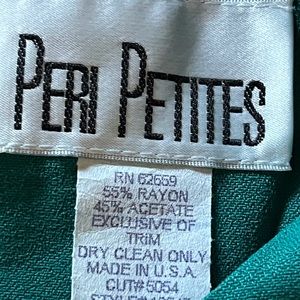 PERI PETITES
RN 62659
55% RAYON
45% ACETATE
EXCLUSIVE OF
TRIM
DRY CLEAN ONLY
MADE IN U.S.A.
CUT#5054